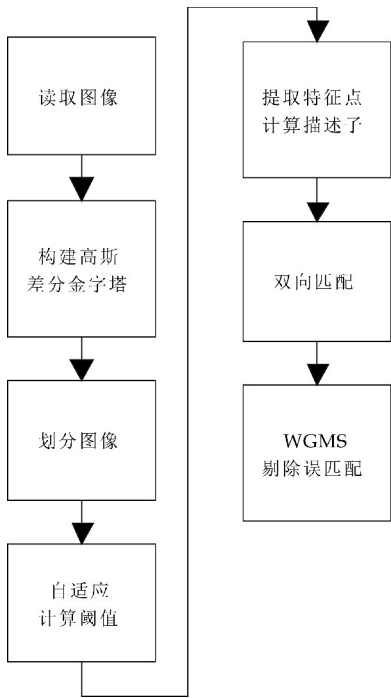 读取图像
构建高斯
差分金字塔
划分图像
自适应
计算阈值
提取特征点
计算描述子
双向匹配
WGMS
剔除误匹配